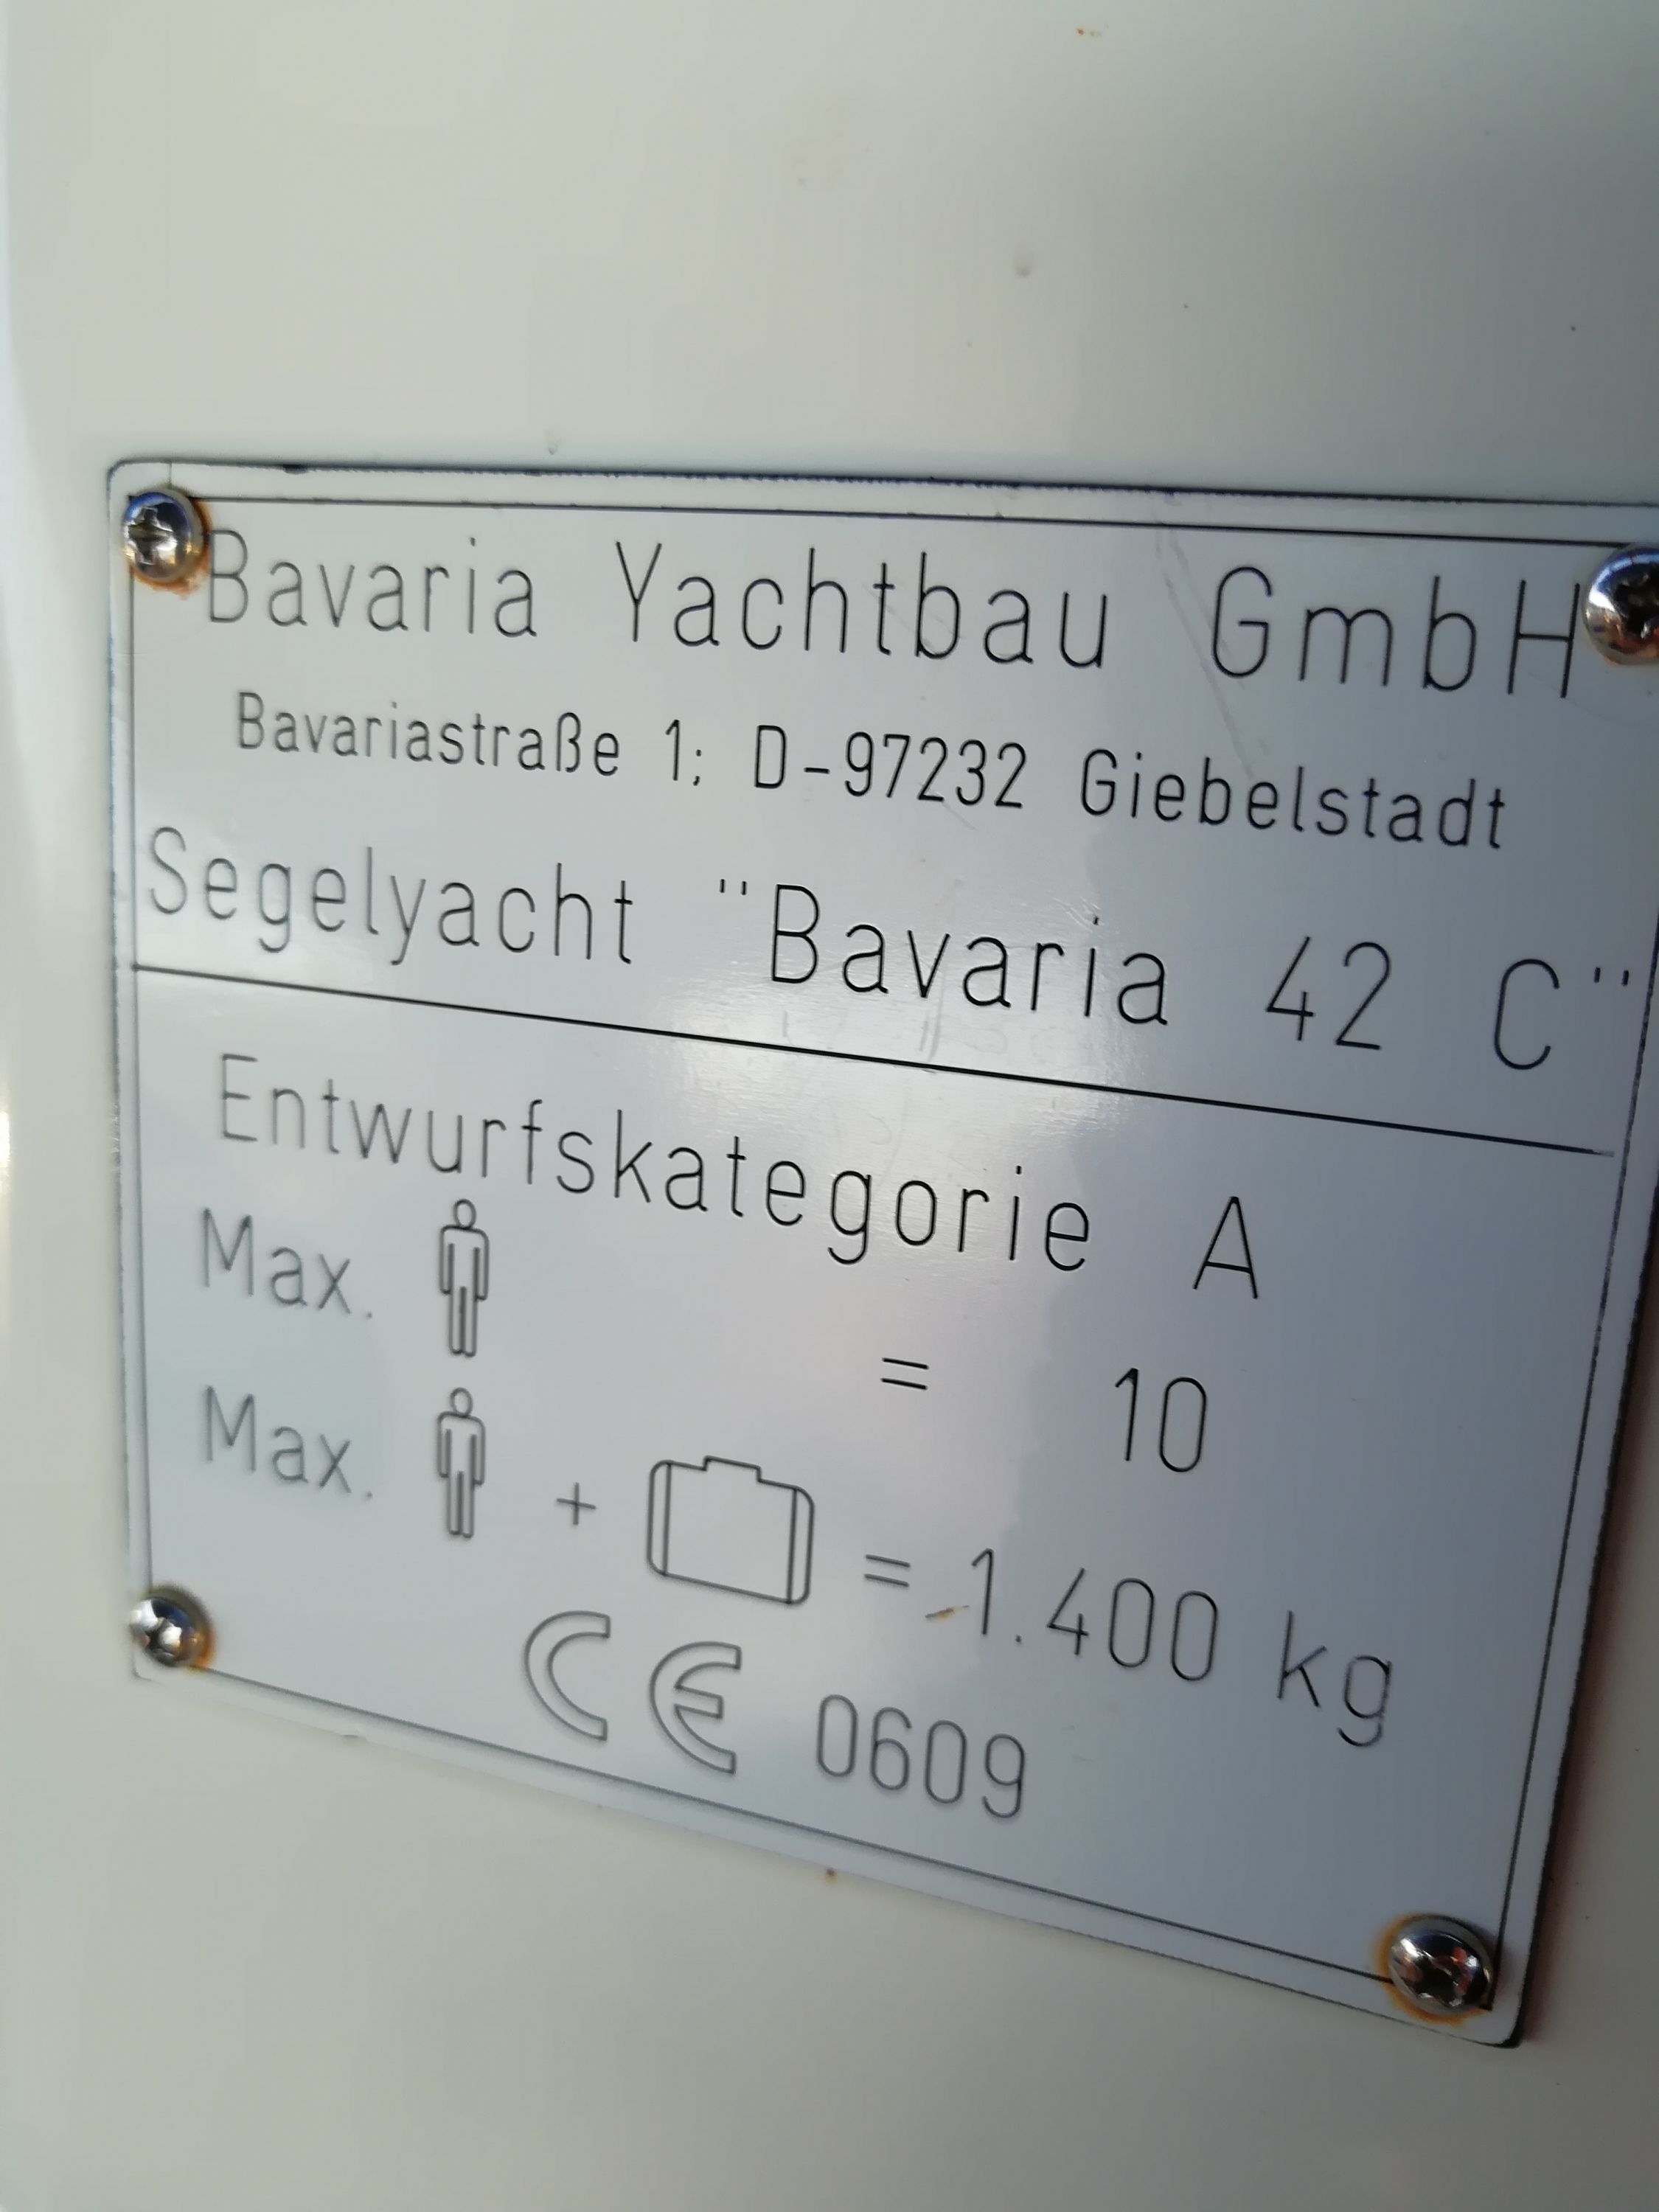 Bavaria Yachtbau GmbH
Bavariastraße 1; D-97232 Giebelstadt
Segelyacht "Bavaria 42 C"
Entwurfskategorie A
Max. = 10
Max. + = 1.400 kg
CE 0609